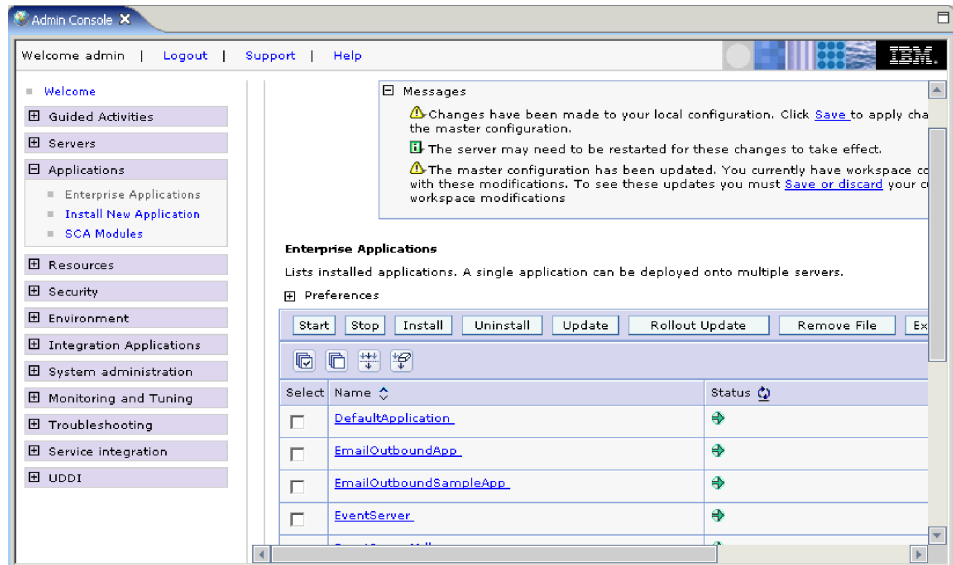 Admin Console
Welcome admin | Logout | Support | Help
IBM.
Welcome
Guided Activities
Servers
Applications
Enterprise Applications
Install New Application
SCA Modules
Resources
Security
Environment
Integration Applications
System administration
Monitoring and Tuning
Troubleshooting
Service integration
UDDI
Messages
Changes have been made to your local configuration. Click Save to apply cha
the master configuration.
The server may need to be restarted for these changes to take effect.
The master configuration has been updated. You currently have workspace co
with these modifications. To see these updates you must Save or discard your
workspace modifications
Enterprise Applications
Lists installed applications. A single application can be deployed onto multiple servers.
Preferences
Start Stop Install Uninstall Update Rollout Update Remove File Ex
Select Name Status
DefaultApplication
EmailOutboundApp
EmailOutboundSampleApp
EventServer